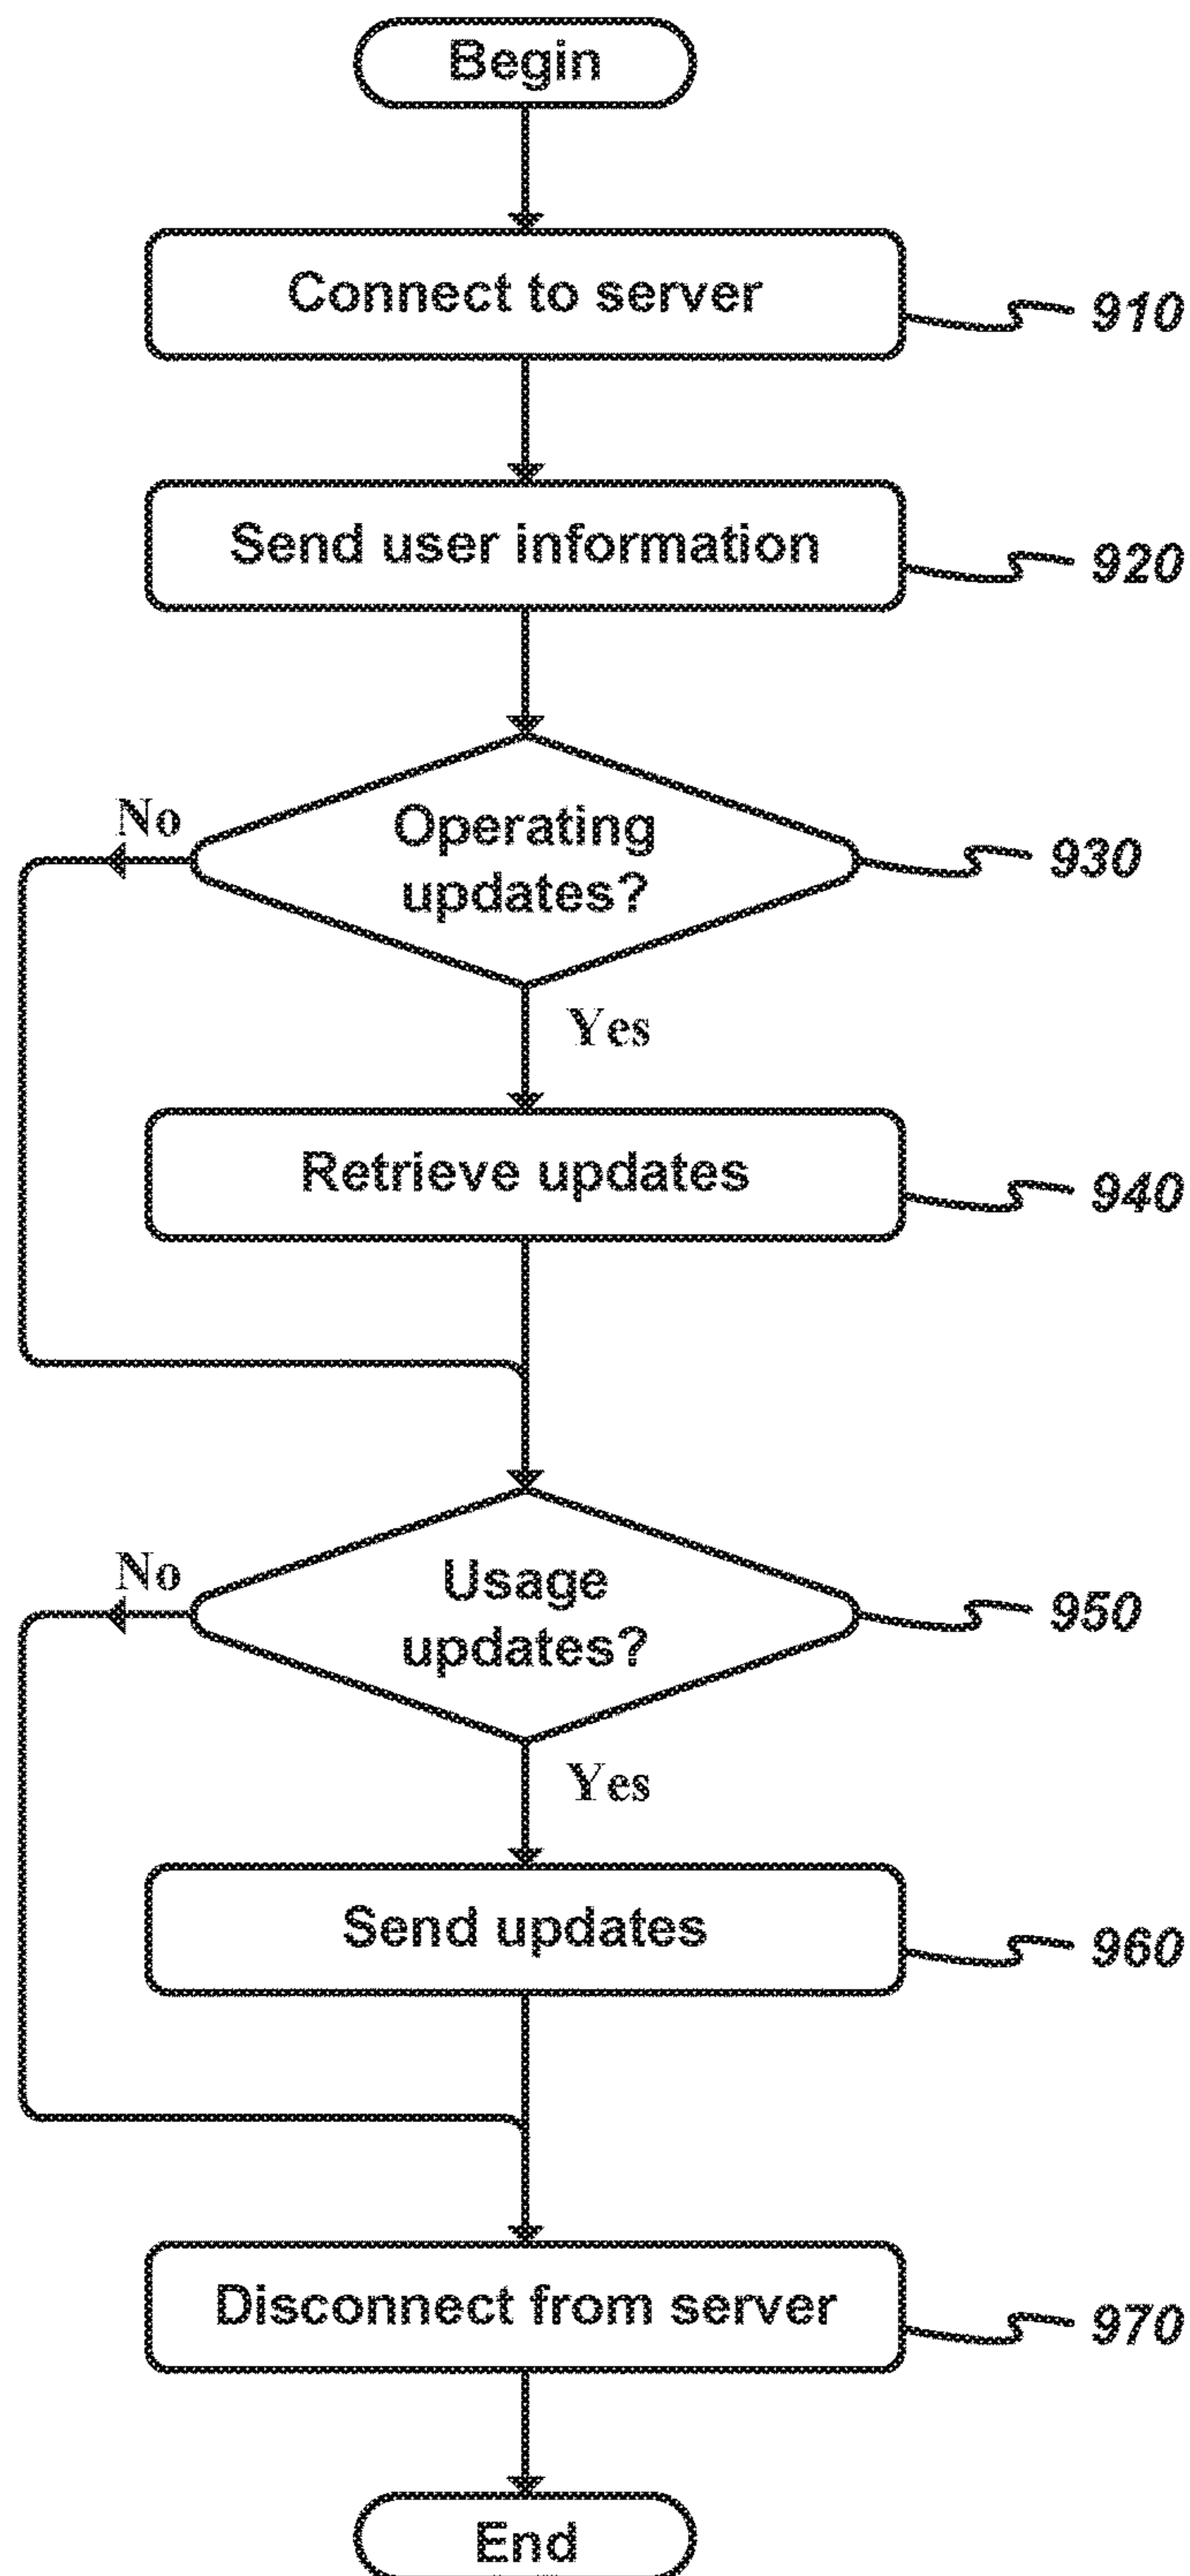 Begin
Connect to server
910
Send user information
920
No
Operating
updates?
930
Yes
Retrieve updates
940
No
Usage
updates?
950
Yes
Send updates
960
Disconnect from server
970
End